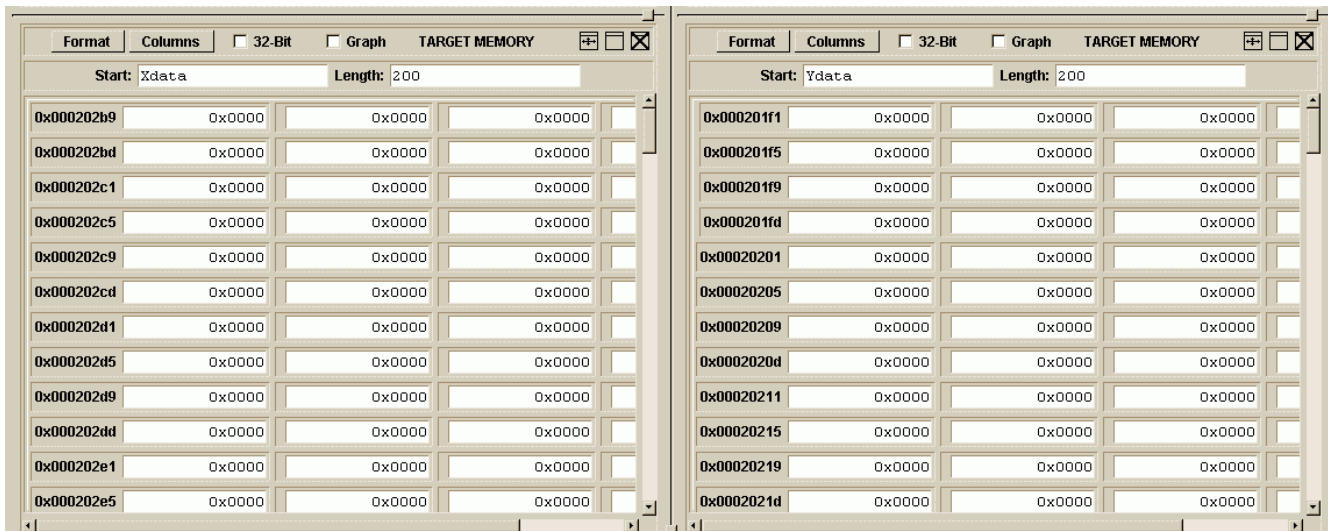 Format Columns 32-Bit Graph TARGET MEMORY
Start: Xdata Length: 200
0x000202b9 0x0000 0x0000 0x0000
0x000202bd 0x0000 0x0000 0x0000
0x000202c1 0x0000 0x0000 0x0000
0x000202c5 0x0000 0x0000 0x0000
0x000202c9 0x0000 0x0000 0x0000
0x000202cd 0x0000 0x0000 0x0000
0x000202d1 0x0000 0x0000 0x0000
0x000202d5 0x0000 0x0000 0x0000
0x000202d9 0x0000 0x0000 0x0000
0x000202dd 0x0000 0x0000 0x0000
0x000202e1 0x0000 0x0000 0x0000
0x000202e5 0x0000 0x0000 0x0000
Format Columns 32-Bit Graph TARGET MEMORY
Start: Ydata Length: 200
0x000201f1 0x0000 0x0000 0x0000
0x000201f5 0x0000 0x0000 0x0000
0x000201f9 0x0000 0x0000 0x0000
0x000201fd 0x0000 0x0000 0x0000
0x00020201 0x0000 0x0000 0x0000
0x00020205 0x0000 0x0000 0x0000
0x00020209 0x0000 0x0000 0x0000
0x0002020d 0x0000 0x0000 0x0000
0x00020211 0x0000 0x0000 0x0000
0x00020215 0x0000 0x0000 0x0000
0x00020219 0x0000 0x0000 0x0000
0x0002021d 0x0000 0x0000 0x0000